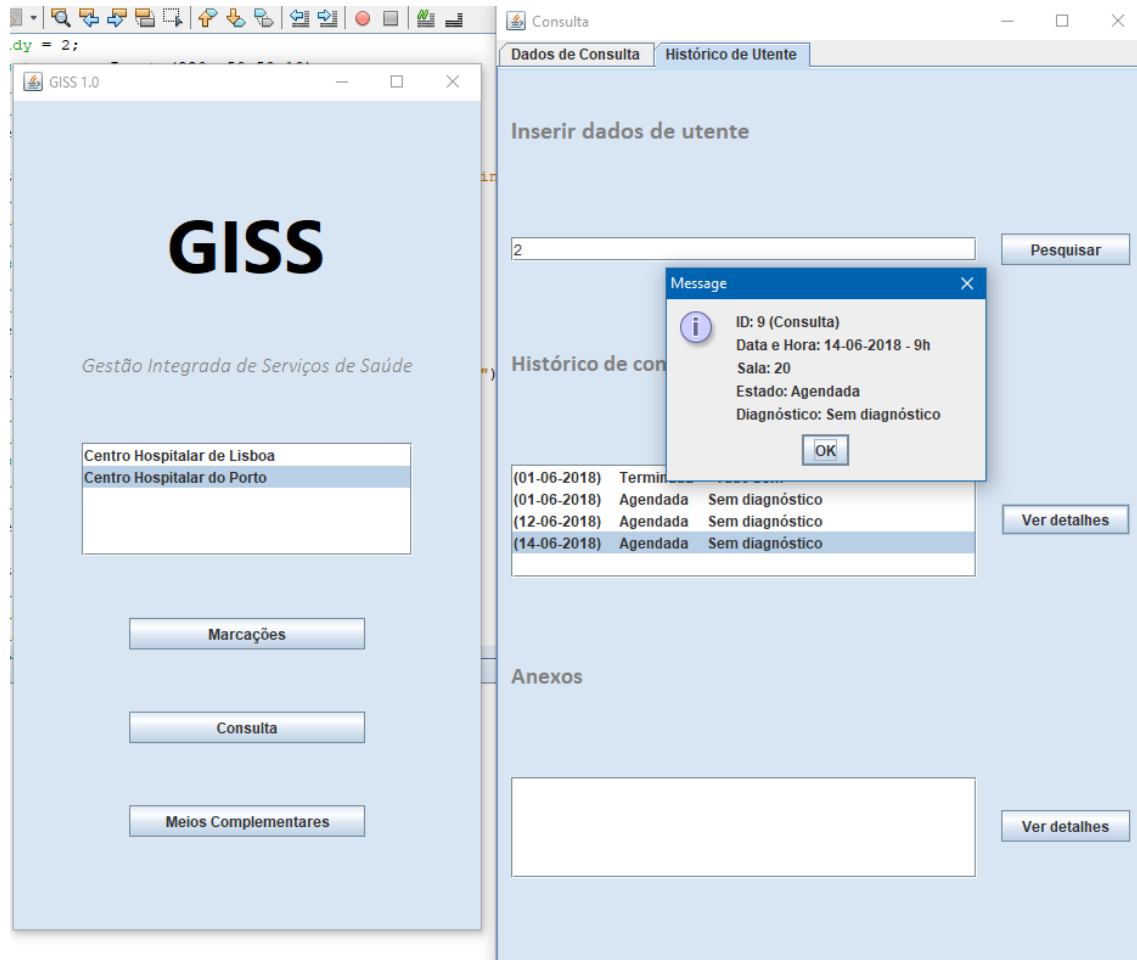 dy = 2;
GISS 1.0
GISS
Gestão Integrada de Serviços de Saúde
Centro Hospitalar de Lisboa
Centro Hospitalar do Porto
Marcações
Consulta
Meios Complementares
Consulta
Dados de Consulta Histórico de Utente
Inserir dados de utente
2
Pesquisar
Histórico de con
(01-06-2018) Terminada
(01-06-2018) Agendada Sem diagnóstico
(12-06-2018) Agendada Sem diagnóstico
(14-06-2018) Agendada Sem diagnóstico
Ver detalhes
Anexos
Ver detalhes
Message
ID: 9 (Consulta)
Data e Hora: 14-06-2018 - 9h
Sala: 20
Estado: Agendada
Diagnóstico: Sem diagnóstico
OK